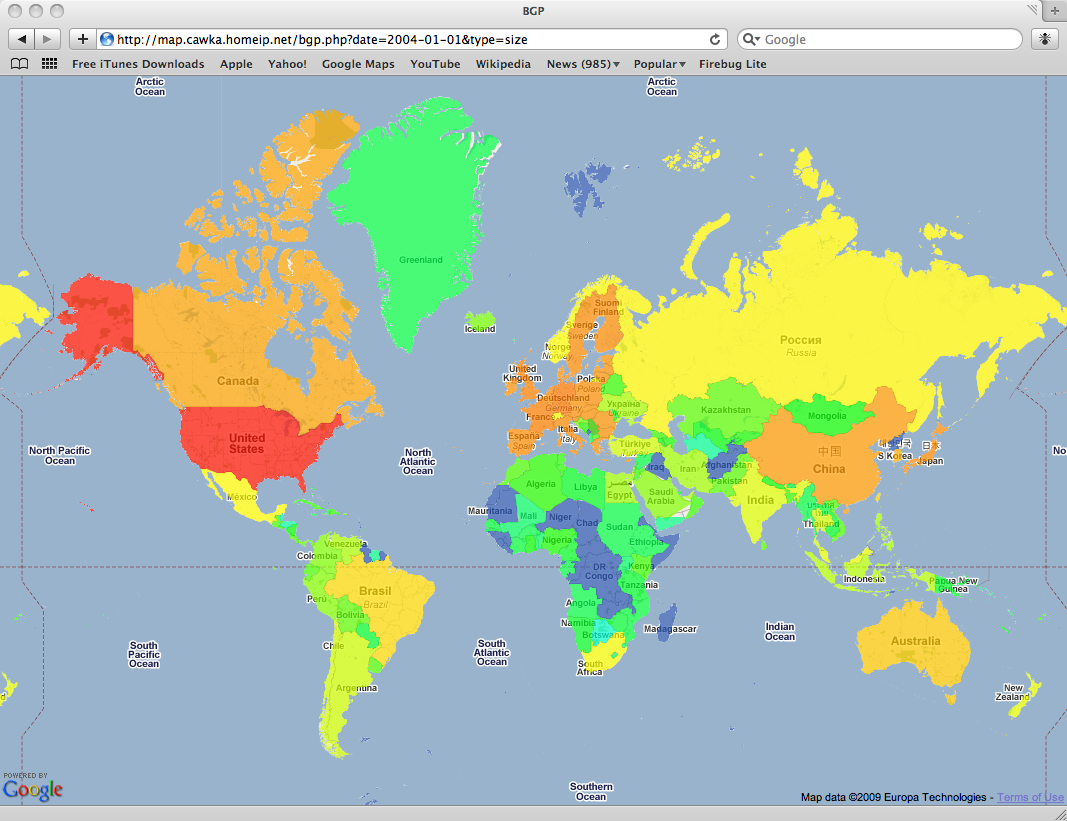 BGP
http://map.cawka.homeip.net/bgp.php?date=2004-01-01&type=size
Google
Free iTunes Downloads
Apple
Yahoo!
Google Maps
YouTube
Wikipedia
News (985)
Popular
Firebug Lite
Arctic
Ocean
Arctic
Ocean
Greenland
Iceland
Suomi
Finland
Sverige
Sweden
Norge
Norway
Россия
Russia
Canada
United
Kingdom
Polska
Poland
Deutschland
Germany
Україна
Ukraine
France
Italia
Italy
España
Spain
Kazakhstan
Mongolia
United
States
North Pacific
Ocean
North
Atlantic
Ocean
Türkiye
Turkey
中国
China
S Korea
日本
Japan
No
Iraq
Iran
Afghanistan
Pakistan
Algeria
Libya
Egypt
Saudi
Arabia
India
México
Mauritania
Mali
Niger
Chad
Sudan
Thailand
Nigeria
Ethiopia
Venezuela
Colombia
DR
Congo
Kenya
Tanzania
Indonesia
Papua New
Guinea
Perú
Brasil
Brazil
Bolivia
Angola
Namibia
Botswana
Madagascar
South
Africa
Chile
Argentina
South
Pacific
Ocean
South
Atlantic
Ocean
Indian
Ocean
Australia
New
Zealand
d
Southern
Ocean
POWERED BY
Google
Map data ©2009 Europa Technologies - Terms of Use